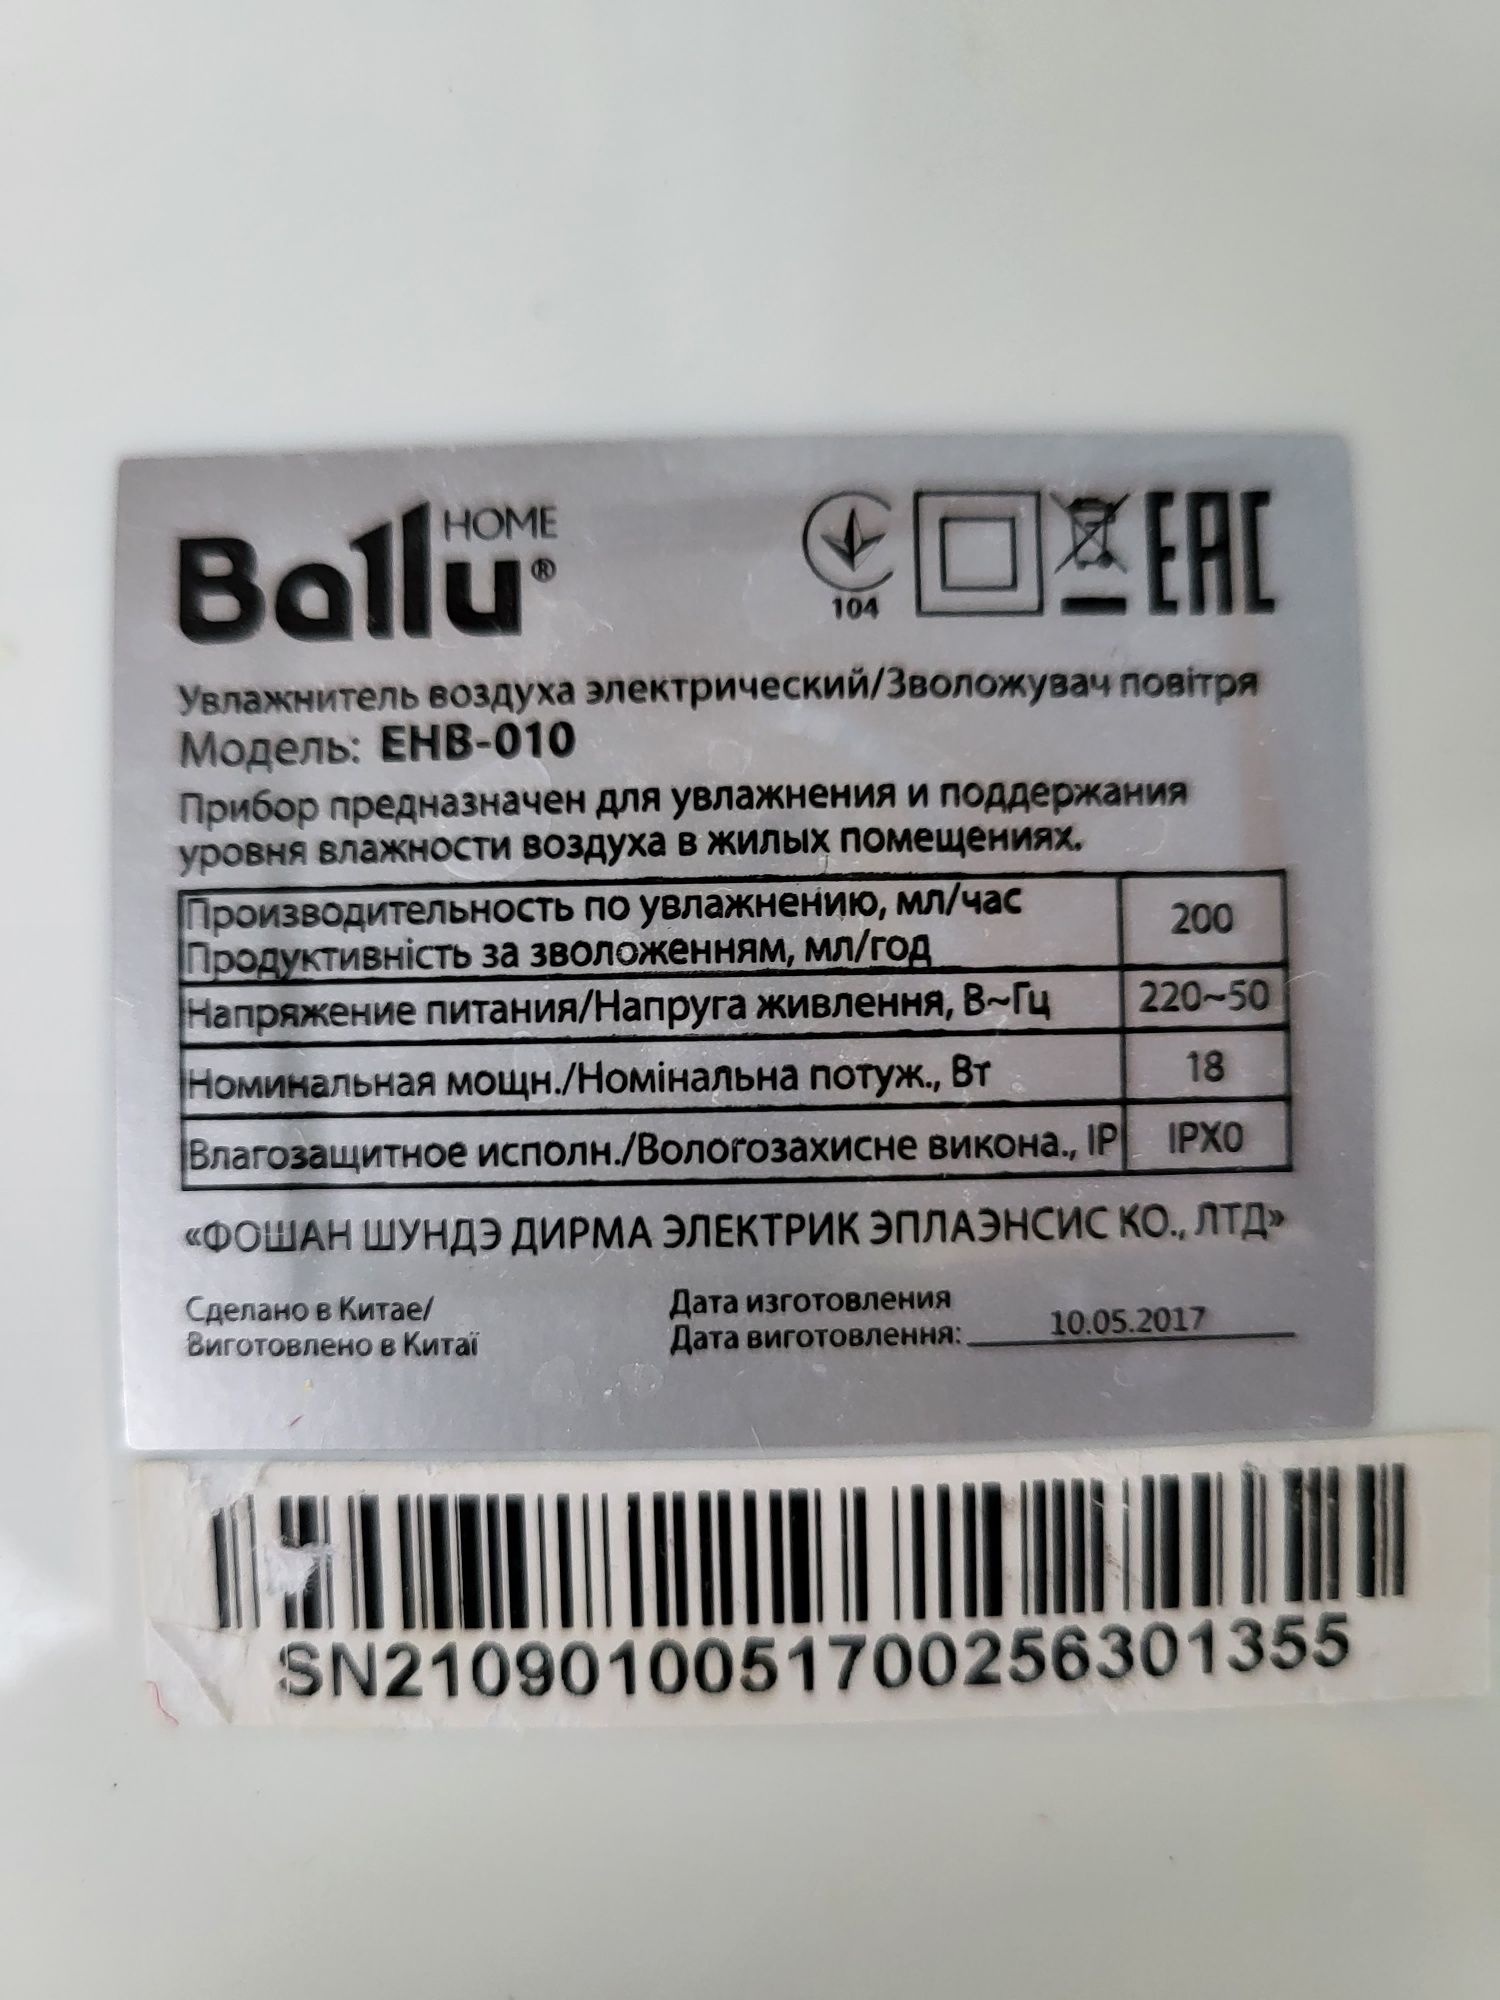 HOME
Ballu®
104
EAC
Увлажнитель воздуха электрический/Зволожувач повітря
Модель: EHB-010
Прибор предназначен для увлажнения и поддержания
уровня влажности воздуха в жилых помещениях.
Производительность по увлажнению, мл/час
Продуктивність за зволоженням, мл/год
200
Напряжение питания/Напруга живлення, В~Гц 220~50
Номинальная мощн./Номінальна потуж., Вт 18
Влагозащитное исполн./Вологозахисне викона., IP IPX0
«ФОШАН ШУНДЭ ДИРМА ЭЛЕКТРИК ЭПЛАЭНСИС КО., ЛТД»
Сделано в Китае/
Виготовлено в Китаї
Дата изготовления
Дата виготовлення: 10.05.2017
SN2109010051700256301355